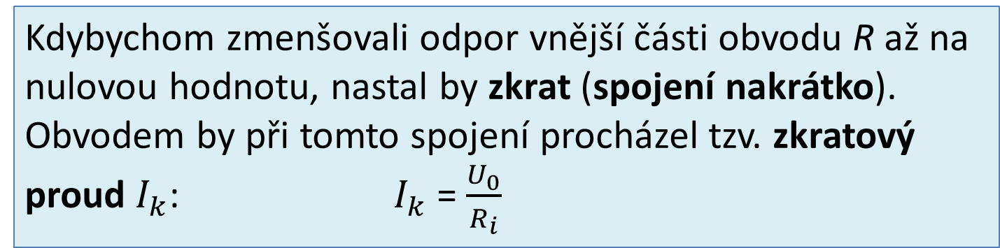 Kdybychom zmenšovali odpor vnější části obvodu R až na
nulovou hodnotu, nastal by zkrat (spojení nakrátko).
Obvodem by při tomto spojení procházel tzv. zkratový
proud I_k: I_k = U_0/R_i